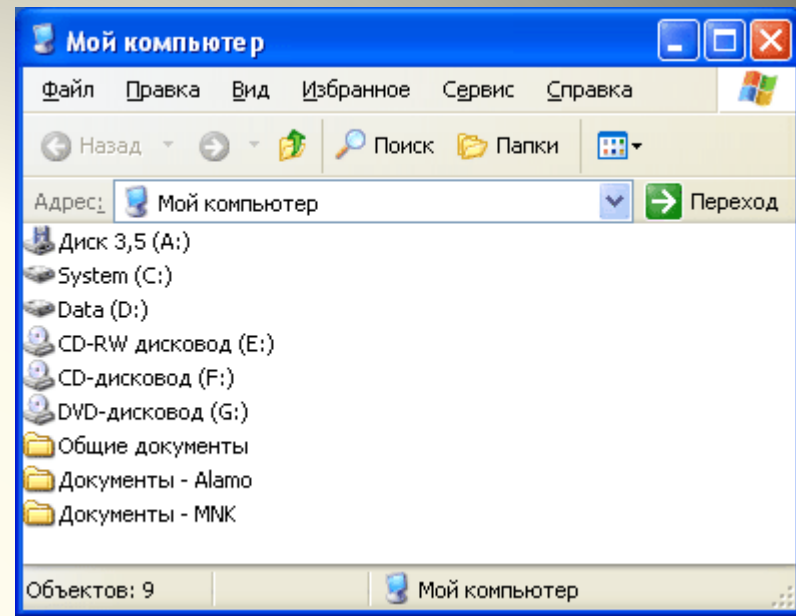 Мой компьютер
Файл Правка Вид Избранное Сервис Справка
Назад Поиск Папки
Адрес: Мой компьютер Переход
Диск 3,5 (A:)
System (C:)
Data (D:)
CD-RW дисковод (E:)
CD-дисковод (F:)
DVD-дисковод (G:)
Общие документы
Документы - Alamo
Документы - MNK
Объектов: 9 Мой компьютер